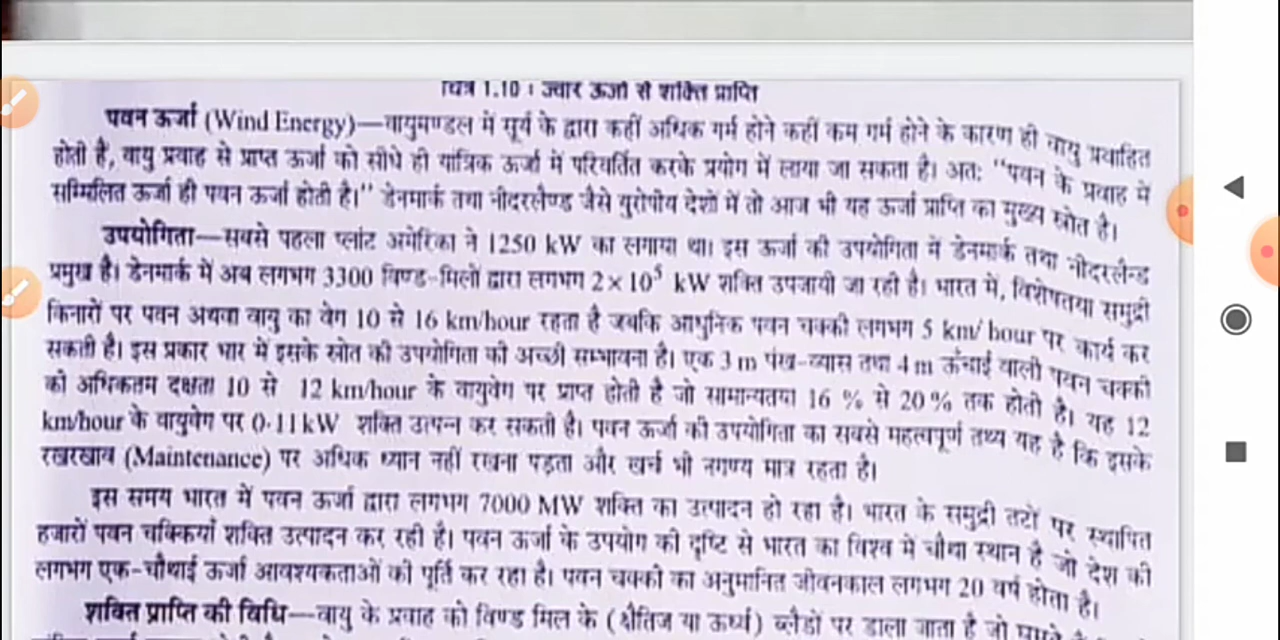 चित्र 1.10 : ज्वार ऊर्जा से शक्ति प्राप्ति
पवन ऊर्जा (Wind Energy)—वायुमण्डल में सूर्य के द्वारा कहीं अधिक गर्म होने कहीं कम गर्म होने के कारण ही वायु प्रवाहित
होती है, वायु प्रवाह से प्राप्त ऊर्जा को सीधे ही यांत्रिक ऊर्जा में परिवर्तित करके प्रयोग में लाया जा सकता है। अतः "पवन के प्रवाह में
सम्मिलित ऊर्जा ही पवन ऊर्जा होती है।" डेनमार्क तथा नीदरलैण्ड जैसे युरोपीय देशों में तो आज भी यह ऊर्जा प्राप्ति का मुख्य स्रोत है।
उपयोगिता—सबसे पहला प्लांट अमेरिका ने 1250 kW का लगाया था। इस ऊर्जा की उपयोगिता में डेनमार्क तथा नीदरलैन्ड
प्रमुख है। डेनमार्क में अब लगभग 3300 विण्ड-मिलों द्वारा लगभग 2 × 10⁵ kW शक्ति उपजायी जा रही है। भारत में, विशेषतया समुद्री
किनारों पर पवन अथवा वायु का वेग 10 से 16 km/hour रहता है जबकि आधुनिक पवन चक्की लगभग 5 km/ hour पर कार्य कर
सकती है। इस प्रकार भार में इसके स्रोत की उपयोगिता की अच्छी सम्भावना है। एक 3 m पंख-व्यास तथा 4 m ऊँचाई वाली पवन चक्की
की अधिकतम दक्षता 10 से 12 km/hour के वायुवेग पर प्राप्त होती है जो सामान्यतया 16 % से 20 % तक होती है। यह 12
km/hour के वायुवेग पर 0·11 kW शक्ति उत्पन्न कर सकती है। पवन ऊर्जा की उपयोगिता का सबसे महत्वपूर्ण तथ्य यह है कि इसके
रखरखाव (Maintenance) पर अधिक ध्यान नहीं रखना पड़ता और खर्च भी नगण्य मात्र रहता है।
इस समय भारत में पवन ऊर्जा द्वारा लगभग 7000 MW शक्ति का उत्पादन हो रहा है। भारत के समुद्री तटों पर स्थापित
हजारों पवन चक्कियाँ शक्ति उत्पादन कर रही है। पवन ऊर्जा के उपयोग की दृष्टि से भारत का विश्व में चौथा स्थान है जो देश की
लगभग एक-चौथाई ऊर्जा आवश्यकताओं की पूर्ति कर रहा है। पवन चक्की का अनुमानित जीवनकाल लगभग 20 वर्ष होता है।
शक्ति प्राप्ति की विधि—वायु के प्रवाह को विण्ड मिल के (क्षैतिज या ऊर्ध्व) ब्लैडों पर डाला जाता है जो